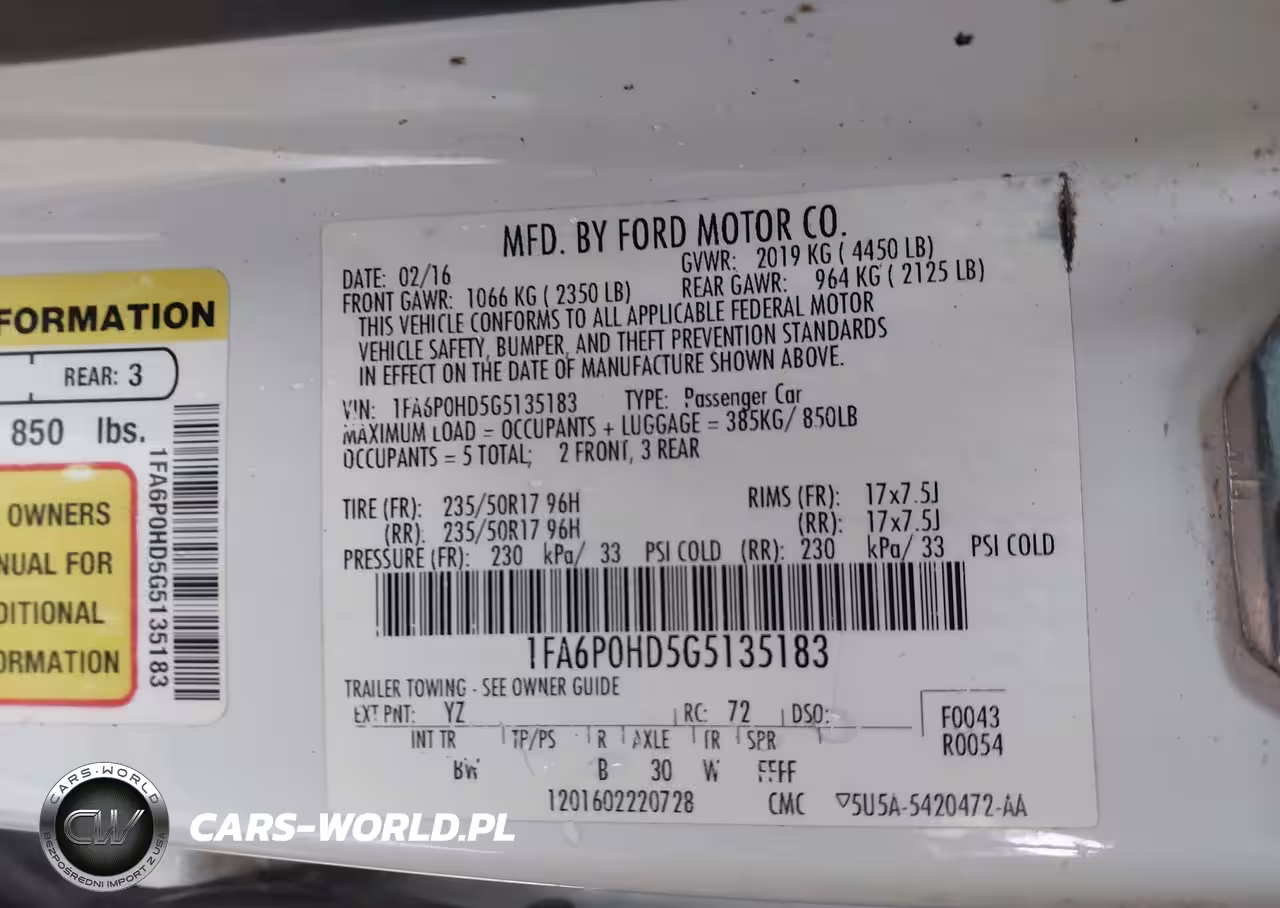 FORMATION
REAR: 3
850 lbs.
OWNERS
NUAL FOR
DITIONAL
ORMATION
1FA6P0HD5G5135183
MFD. BY FORD MOTOR CO.
DATE: 02/16 GVWR: 2019 KG ( 4450 LB)
FRONT GAWR: 1066 KG ( 2350 LB) REAR GAWR: 964 KG ( 2125 LB)
THIS VEHICLE CONFORMS TO ALL APPLICABLE FEDERAL MOTOR
VEHICLE SAFETY, BUMPER, AND THEFT PREVENTION STANDARDS
IN EFFECT ON THE DATE OF MANUFACTURE SHOWN ABOVE.
VIN: 1FA6P0HD5G5135183 TYPE: Passenger Car
MAXIMUM LOAD = OCCUPANTS + LUGGAGE = 385KG/ 850LB
OCCUPANTS = 5 TOTAL; 2 FRONT, 3 REAR
TIRE (FR): 235/50R17 96H RIMS (FR): 17x7.5J
(RR): 235/50R17 96H (RR): 17x7.5J
PRESSURE (FR): 230 kPa/ 33 PSI COLD (RR): 230 kPa/ 33 PSI COLD
1FA6P0HD5G5135183
TRAILER TOWING - SEE OWNER GUIDE
EXT PNT: YZ RC: 72 DSO: F0043
R0054
INT TR TP/PS R AXLE TR SPR
BW B 30 W FFFF
1201602220728 CMC ▽5U5A-5420472-AA
CARS-WORLD
CW
BEZPOŚREDNI IMPORT Z USA
CARS-WORLD.PL